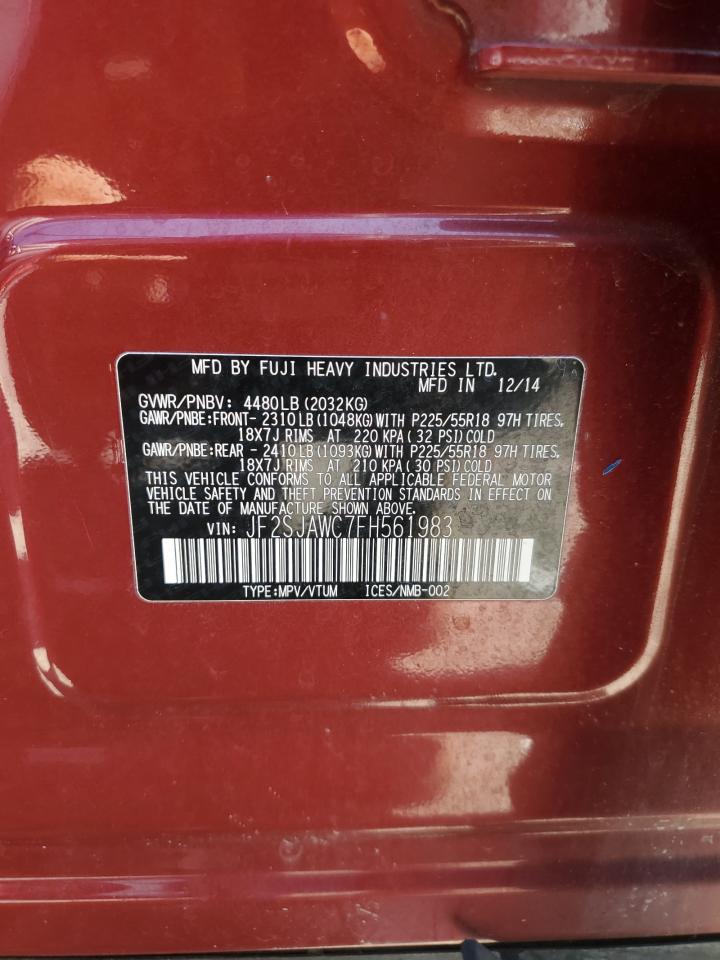 MFD BY FUJI HEAVY INDUSTRIES LTD.
MFD IN 12/14
GVWR/PNBV: 4480LB(2032KG)
GAWR/PNBE:FRONT- 2310LB(1048KG)WITH P225/55R18 97H TIRES,
18X7J RIMS AT 220 KPA(32 PSI)COLD
GAWR/PNBE:REAR - 2410LB(1093KG)WITH P225/55R18 97H TIRES,
18X7J RIMS AT 210 KPA(30 PSI)COLD
THIS VEHICLE CONFORMS TO ALL APPLICABLE FEDERAL MOTOR
VEHICLE SAFETY AND THEFT PREVENTION STANDARDS IN EFFECT ON
THE DATE OF MANUFACTURE SHOWN ABOVE.
VIN: JF2SJAWC7FH561983
TYPE:MPV/VTUM ICES/NMB-002